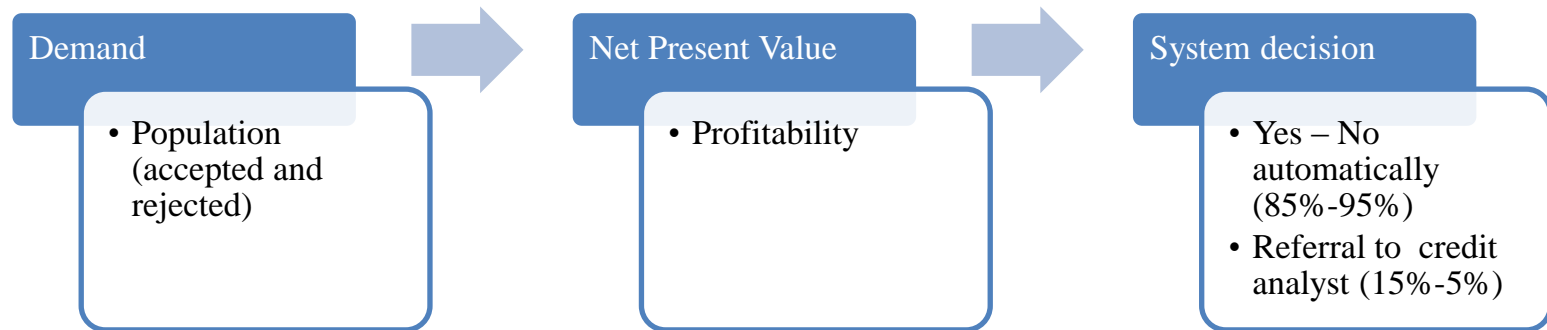 Demand
• Population
(accepted and
rejected)
Net Present Value
• Profitability
System decision
• Yes – No
automatically
(85%-95%)
• Referral to credit
analyst (15%-5%)